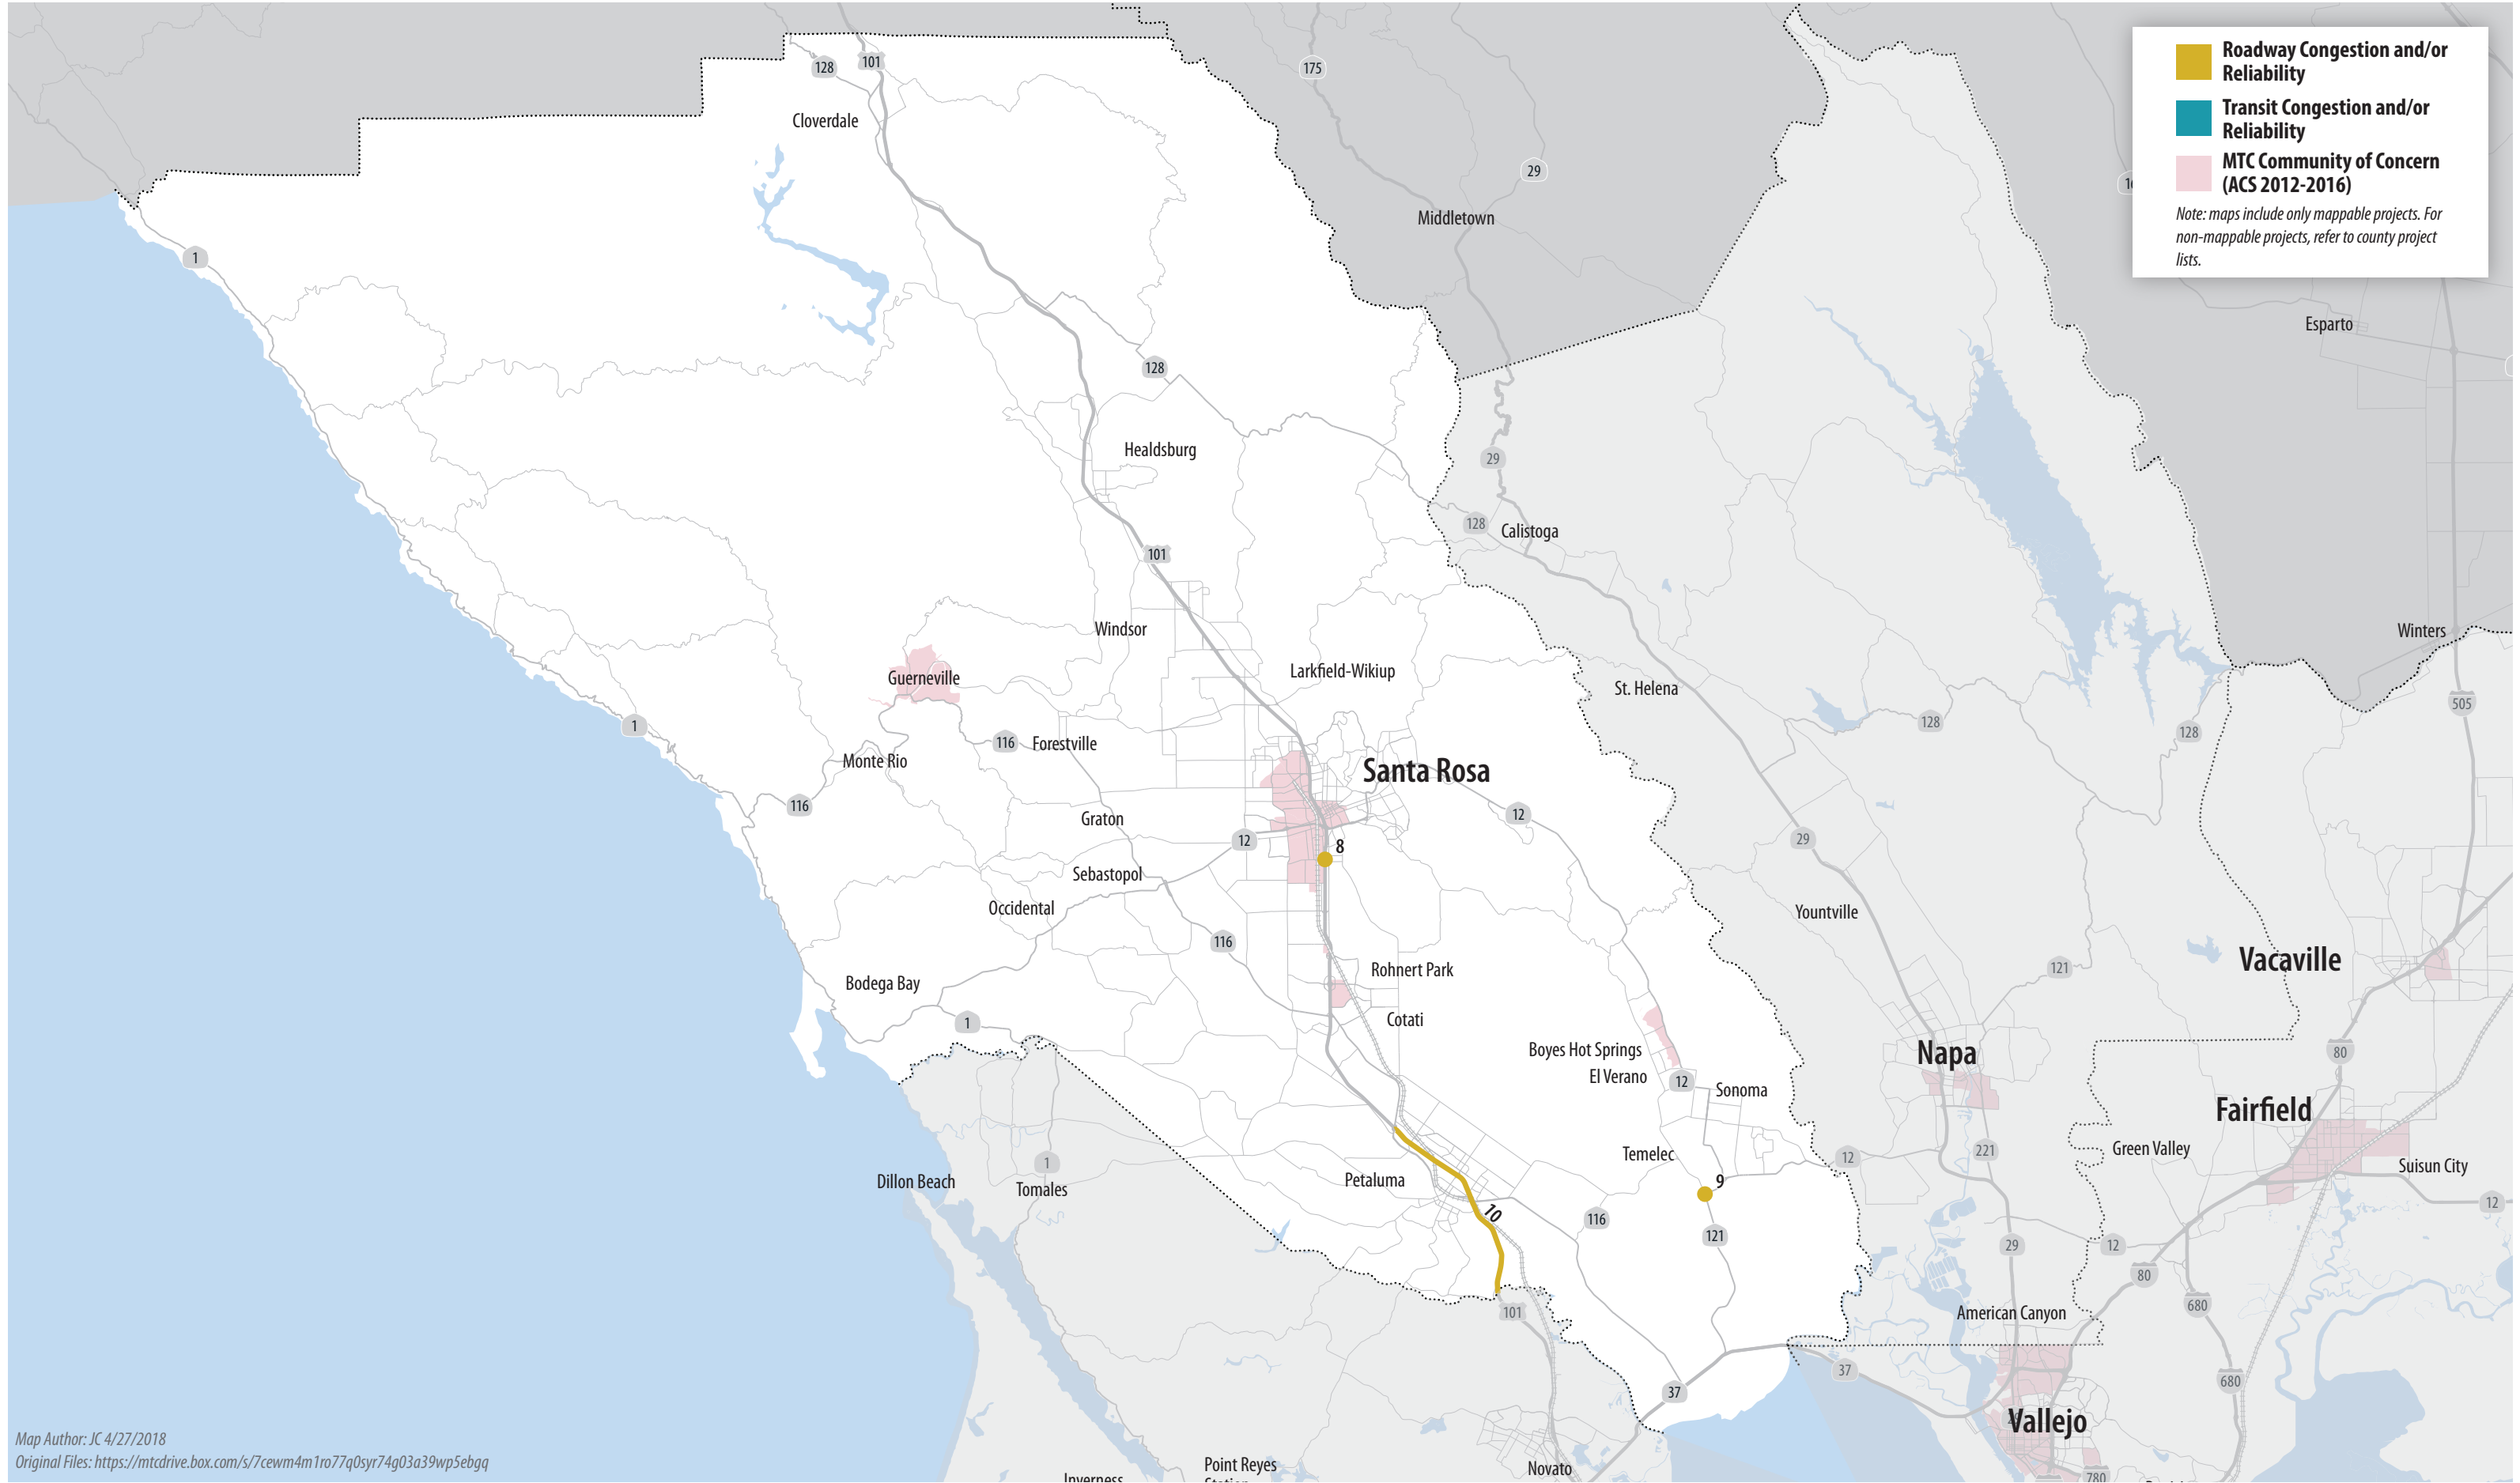 128
101
175
Roadway Congestion and/or
Reliability
Transit Congestion and/or
Reliability
MTC Community of Concern
(ACS 2012-2016)
Note: maps include only mappable projects. For
non-mappable projects, refer to county project
lists.
Cloverdale
29
Middletown
1
Esparto
128
Healdsburg
29
128
Calistoga
101
Windsor
Winters
Larkfield-Wikiup
Guerneville
St. Helena
505
1
128
128
116
Forestville
Monte Rio
Santa Rosa
116
12
Graton
12
29
8
Sebastopol
Occidental
Yountville
116
Vacaville
Rohnert Park
121
Bodega Bay
1
Cotati
Boyes Hot Springs
80
Napa
El Verano
12
Sonoma
Fairfield
Green Valley
221
Temelec
12
1
Suisun City
Petaluma
Dillon Beach
9
Tomales
12
10
116
121
29
12
80
101
American Canyon
680
37
37
680
Vallejo
Map Author: JC 4/27/2018
Original Files: https://mtcdrive.box.com/s/7cewm4m1ro77q0syr74g03a39wp5ebgq
Point Reyes
Novato
Inverness
780